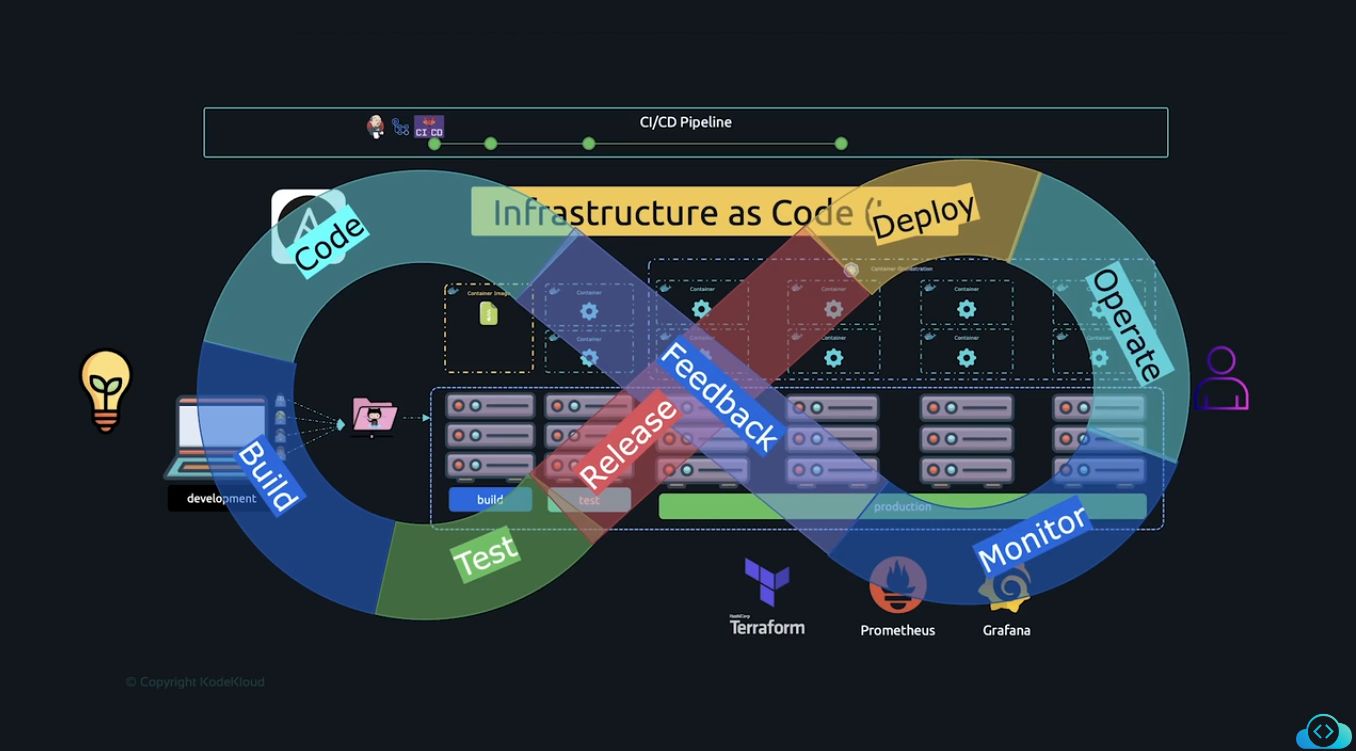 CI/CD Pipeline
CI CD
Infrastructure as Code (
Code
Deploy
Container Orchestration
Operate
Container Image
Container
Container
Container
Container
Container
Container
Container
Container
Container
Feedback
Release
Build
development
build
test
production
Test
Monitor
HashiCorp
Terraform
Prometheus
Grafana
© Copyright KodeKloud